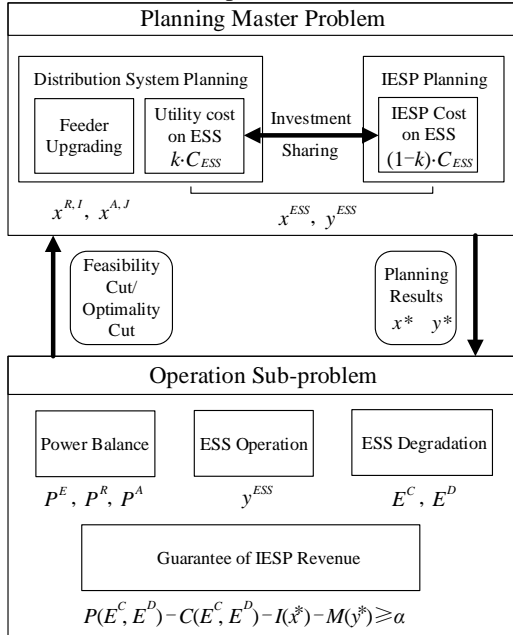 Planning Master Problem
Distribution System Planning
IESP Planning
Feeder
Upgrading
Utility cost
on ESS
k·C_ESS
Investment
Sharing
IESP Cost
on ESS
(1−k)·C_ESS
x^{R,I}, x^{A,J}
x^{ESS}, y^{ESS}
Feasibility
Cut/
Optimality
Cut
Planning
Results
x* y*
Operation Sub-problem
Power Balance
ESS Operation
ESS Degradation
P^E, P^R, P^A
y^{ESS}
E^C, E^D
Guarantee of IESP Revenue
P(E^C, E^D)−C(E^C, E^D)−I(x*)−M(y*)≥α